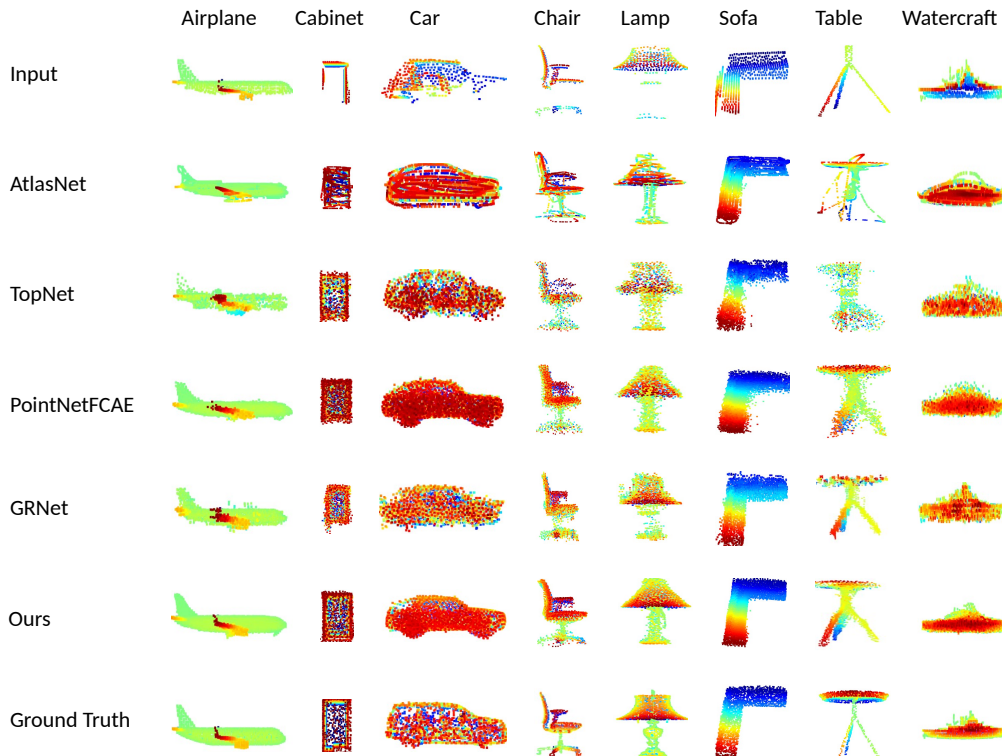 Airplane Cabinet Car Chair Lamp Sofa Table Watercraft
Input
AtlasNet
TopNet
PointNetFCAE
GRNet
Ours
Ground Truth